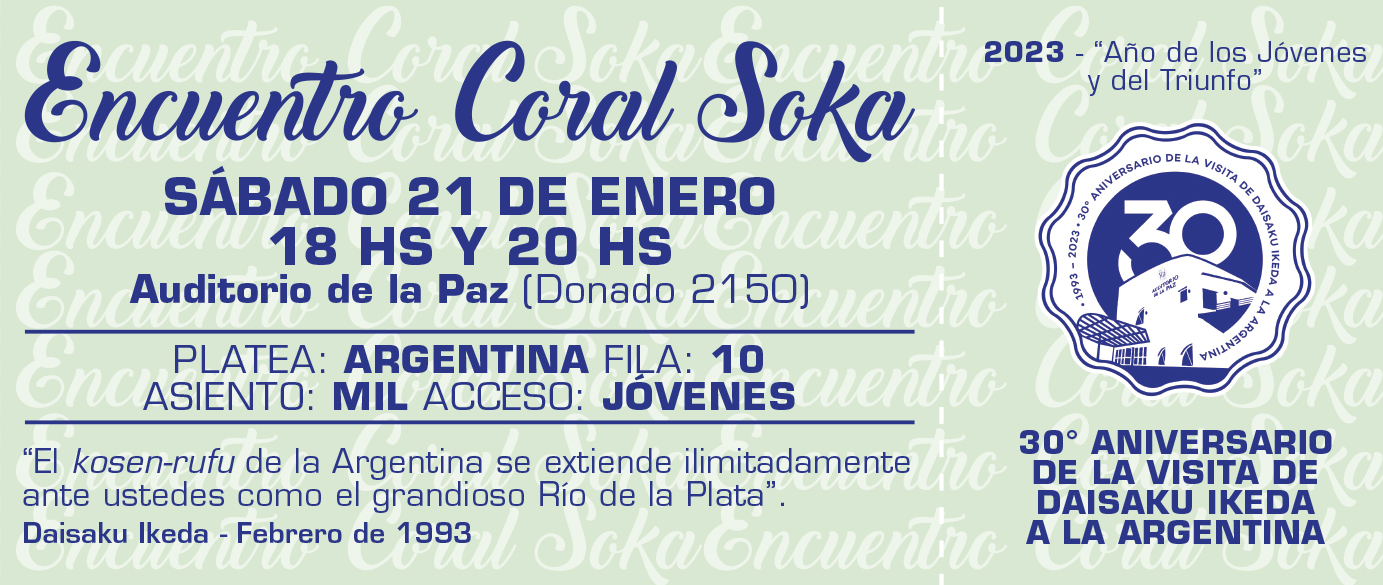 Encuentro Coral Soka
SÁBADO 21 DE ENERO
18 HS Y 20 HS
Auditorio de la Paz (Donado 2150)
PLATEA: ARGENTINA FILA: 10
ASIENTO: MIL ACCESO: JÓVENES
“El kosen-rufu de la Argentina se extiende ilimitadamente
ante ustedes como el grandioso Río de la Plata”.
Daisaku Ikeda - Febrero de 1993
2023 - “Año de los Jóvenes
y del Triunfo”
• 1993 – 2023 • 30° ANIVERSARIO DE LA VISITA DE DAISAKU IKEDA A LA ARGENTINA
30
AUDITORIO
DE LA PAZ
30° ANIVERSARIO
DE LA VISITA DE
DAISAKU IKEDA
A LA ARGENTINA